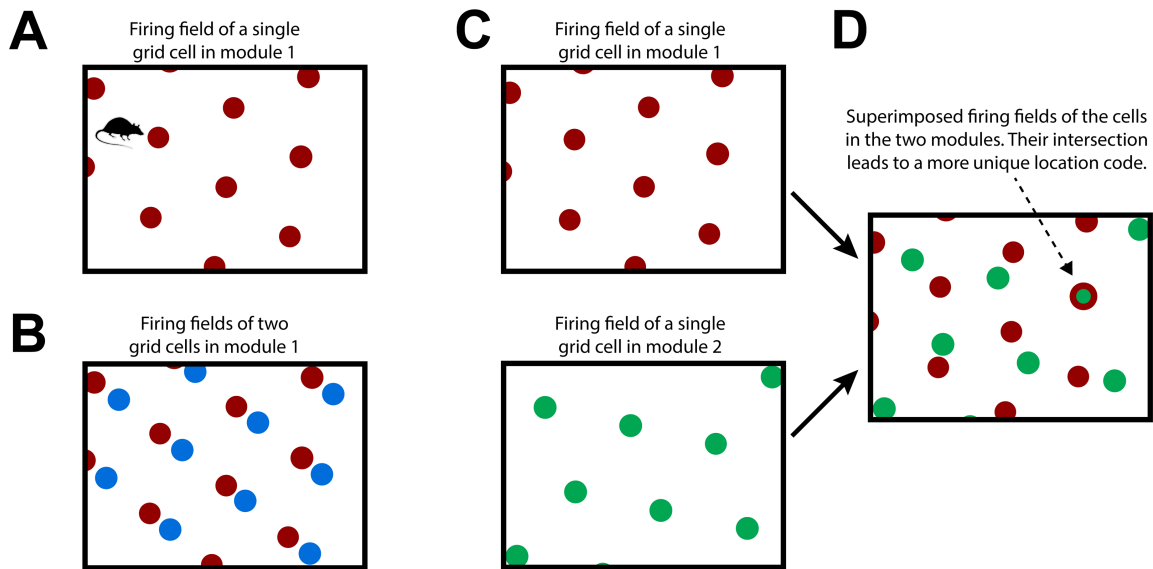 A
Firing field of a single
grid cell in module 1
B
Firing fields of two
grid cells in module 1
C
Firing field of a single
grid cell in module 1
Firing field of a single
grid cell in module 2
D
Superimposed firing fields of the cells
in the two modules. Their intersection
leads to a more unique location code.